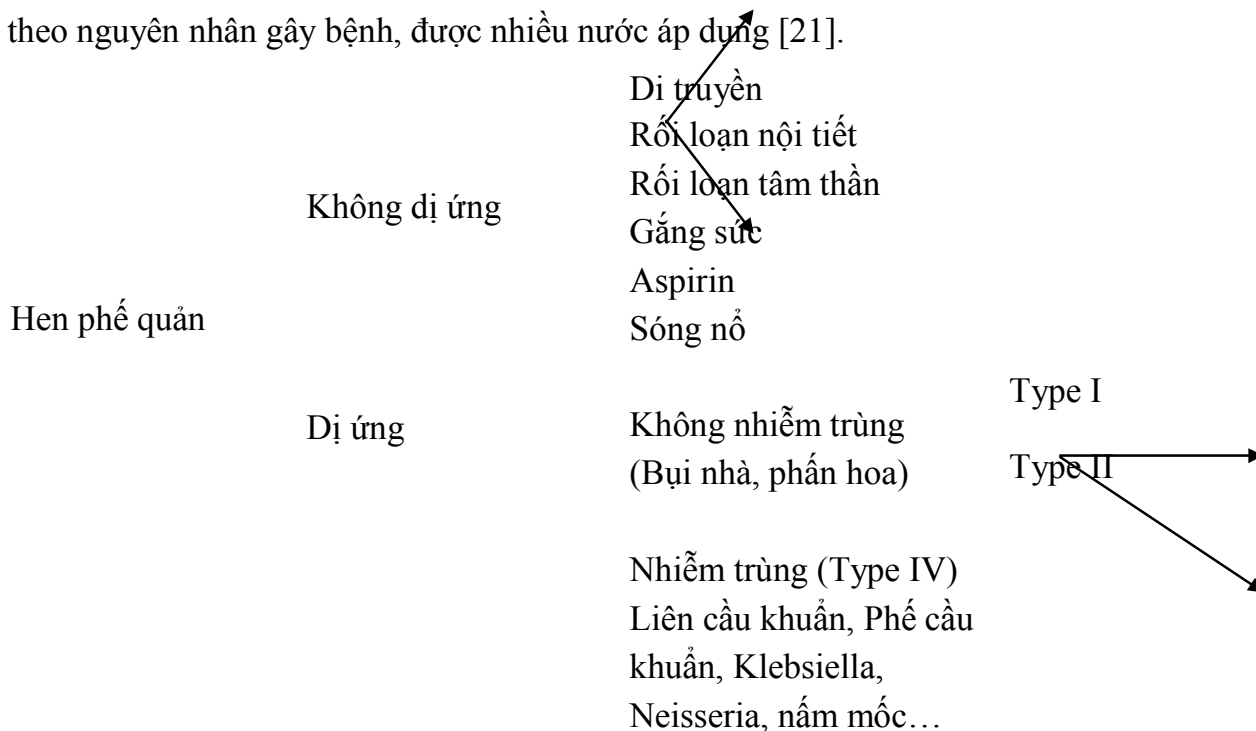 theo nguyên nhân gây bệnh, được nhiều nước áp dụng [21].
Di truyền
Rối loạn nội tiết
Rối loạn tâm thần
Không dị ứng
Gắng sức
Aspirin
Hen phế quản
Sóng nổ
Type I
Dị ứng
Không nhiễm trùng
(Bụi nhà, phấn hoa)
Type II
Nhiễm trùng (Type IV)
Liên cầu khuẩn, Phế cầu
khuẩn, Klebsiella,
Neisseria, nấm mốc…